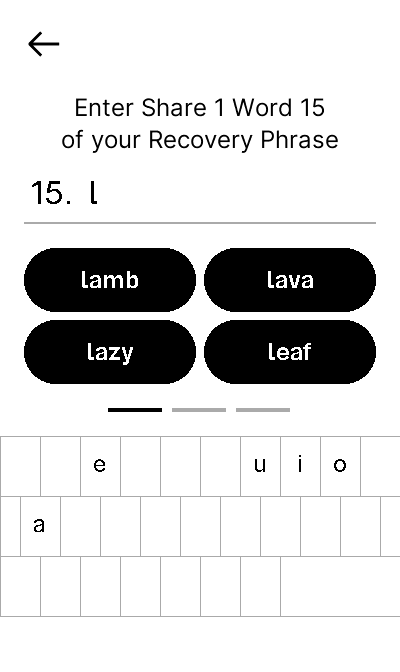 Enter Share 1 Word 15
of your Recovery Phrase
15. l
lamb lava
lazy leaf
e u i o
a